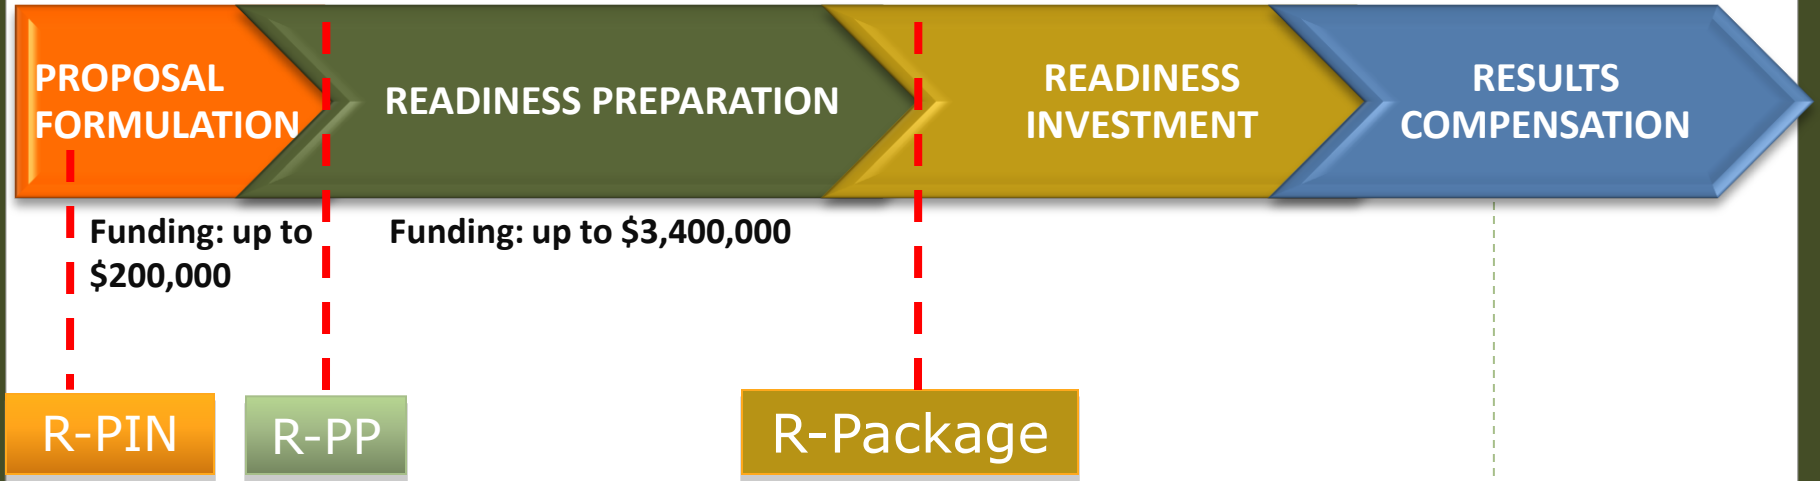 PROPOSAL
FORMULATION
READINESS PREPARATION
READINESS
INVESTMENT
RESULTS
COMPENSATION
Funding: up to
$200,000
Funding: up to $3,400,000
R-PIN
R-PP
R-Package